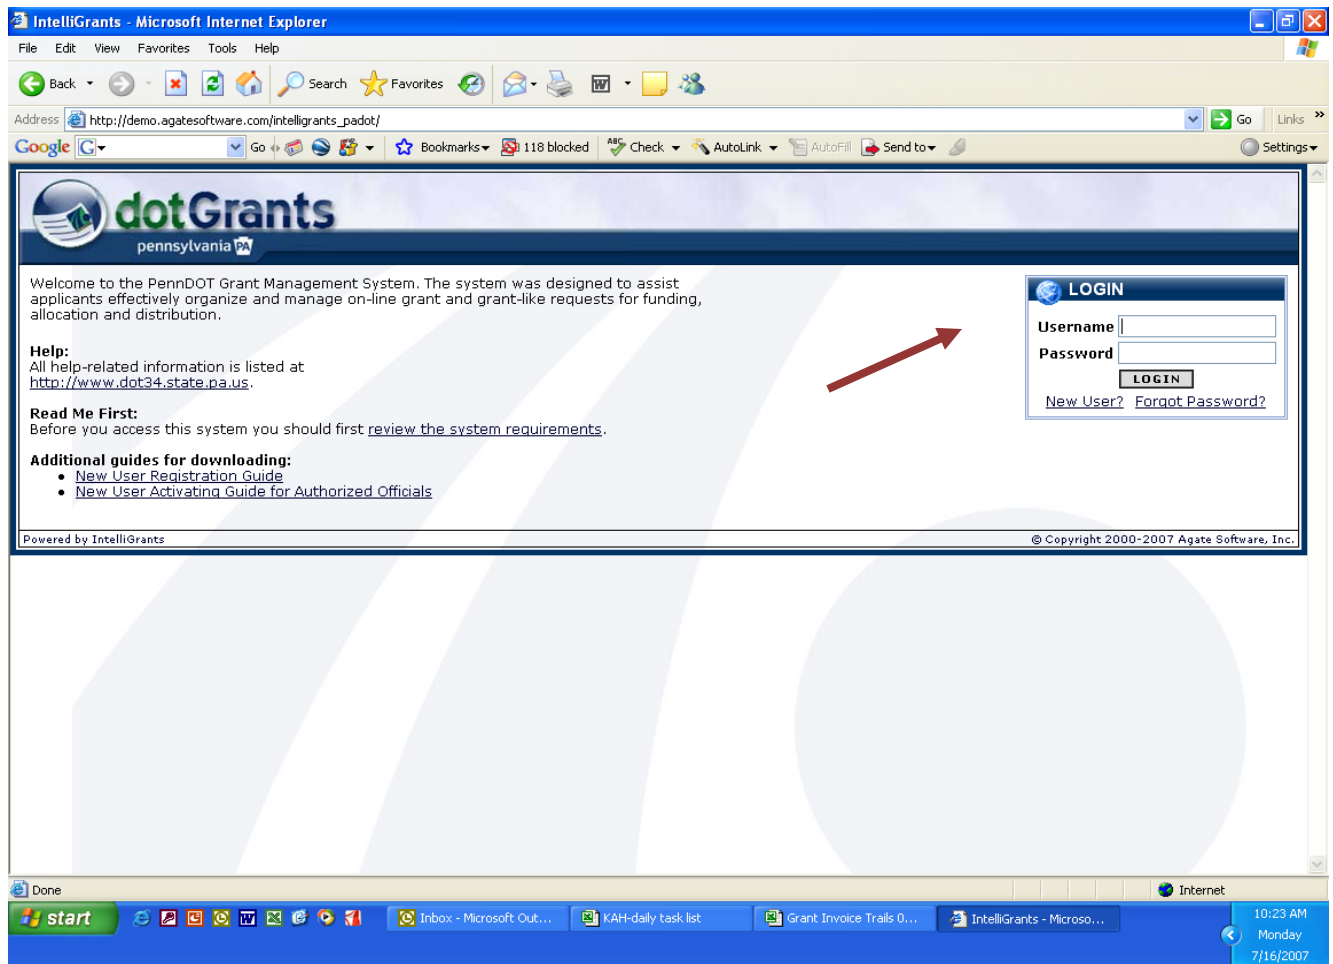 IntelliGrants - Microsoft Internet Explorer
File Edit View Favorites Tools Help
Back Search Favorites
Address http://demo.agatesoftware.com/intelligrants_padot/ Go Links »
Google G Go Bookmarks 118 blocked ABC Check AutoLink AutoFill Send to Settings
dotGrants
pennsylvania PA
Welcome to the PennDOT Grant Management System. The system was designed to assist
applicants effectively organize and manage on-line grant and grant-like requests for funding,
allocation and distribution.
Help:
All help-related information is listed at
http://www.dot34.state.pa.us.
Read Me First:
Before you access this system you should first review the system requirements.
Additional guides for downloading:
• New User Registration Guide
• New User Activating Guide for Authorized Officials
LOGIN
Username
Password
LOGIN
New User? Forgot Password?
Powered by IntelliGrants © Copyright 2000-2007 Agate Software, Inc.
Done Internet
start Inbox - Microsoft Out... KAH-daily task list Grant Invoice Trails 0... IntelliGrants - Microso... 10:23 AM
Monday
7/16/2007